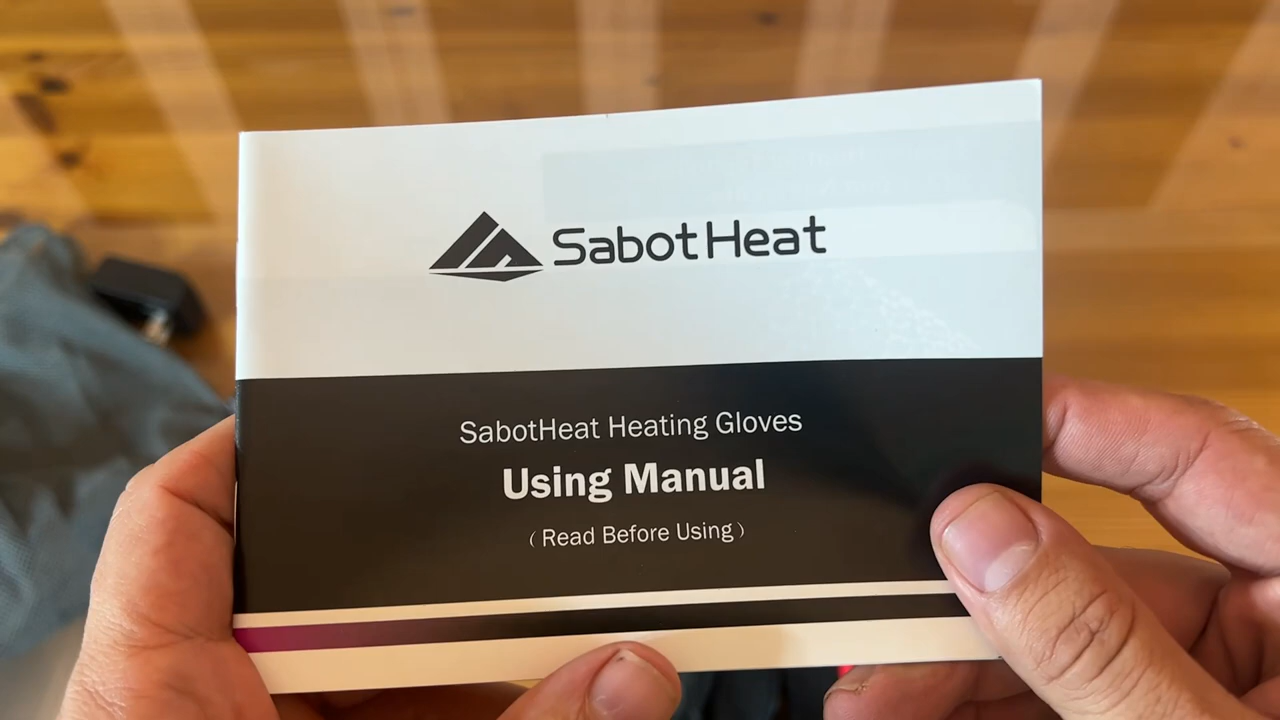 SabotHeat
SabotHeat Heating Gloves
Using Manual
(Read Before Using)